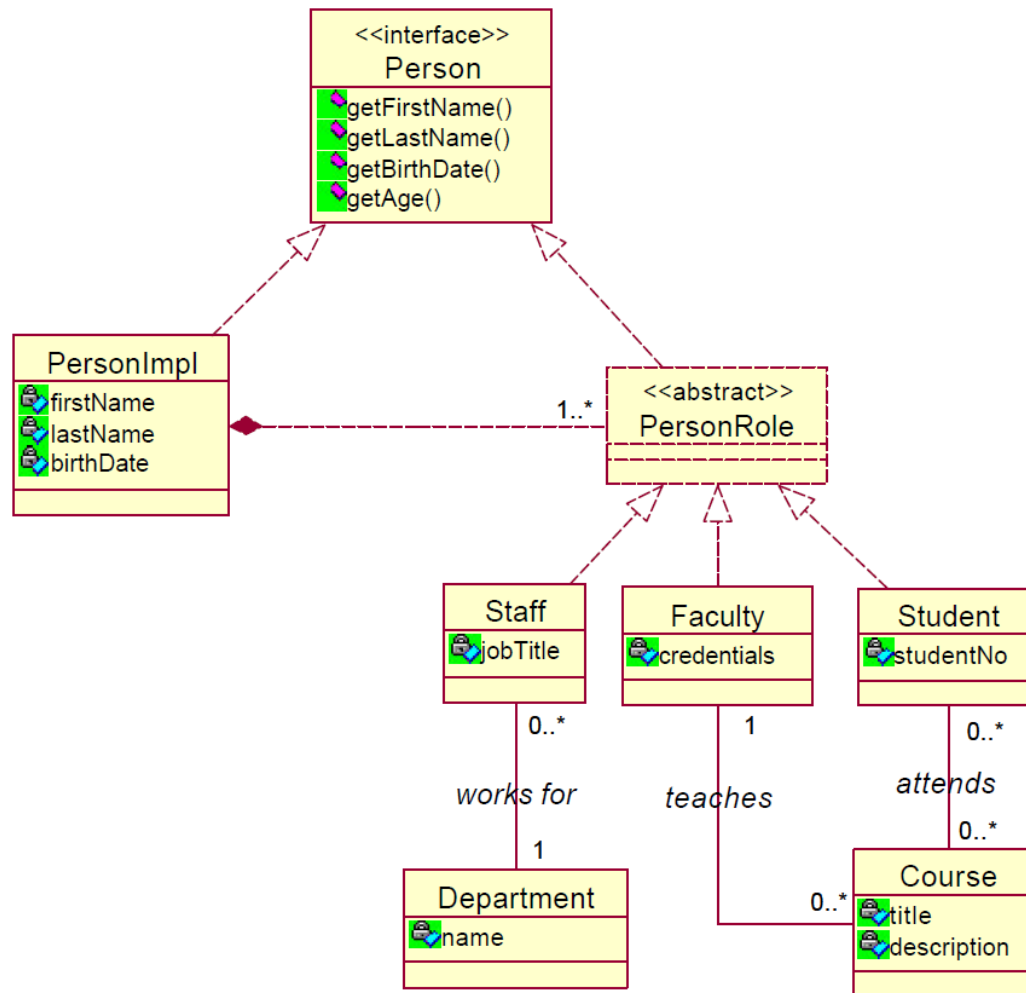 <<interface>>
Person
getFirstName()
getLastName()
getBirthDate()
getAge()
PersonImpl
firstName
lastName
birthDate
1..*
<<abstract>>
PersonRole
Staff
jobTitle
Faculty
credentials
Student
studentNo
0..*
1
0..*
works for
teaches
attends
1
0..*
0..*
Department
name
Course
title
description